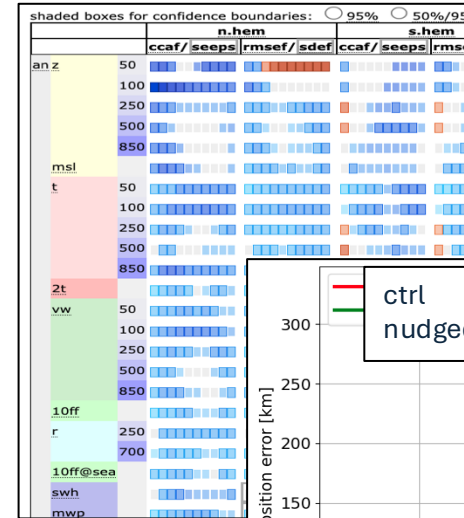 shaded boxes for confidence boundaries: 95% 50%/95
n.hem s.hem
ccaf/ seeps rmsef/ sdef ccaf/ seeps rmse
an z 50
100
250
500
850
msl
t 50
100
250
500
850
2t
vw 50
100
250
500
850
10ff
r 250
700
10ff@sea
swh
mwp
ctrl
nudge
300
250
200
150
sition error [km]